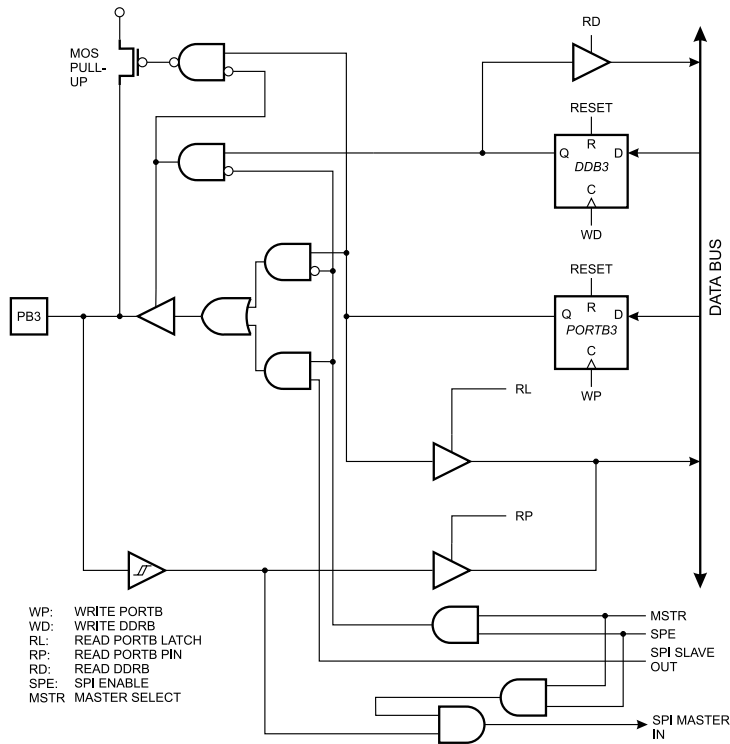 RD
MOS
PULL-
UP
RESET
R
Q
D
DDB3
C
WD
DATA BUS
RESET
R
Q
D
PORTB3
C
WP
PB3
RL
RP
WP: WRITE PORTB
WD: WRITE DDRB
RL: READ PORTB LATCH
RP: READ PORTB PIN
RD: READ DDRB
SPE: SPI ENABLE
MSTR MASTER SELECT
MSTR
SPE
SPI SLAVE
OUT
SPI MASTER
IN